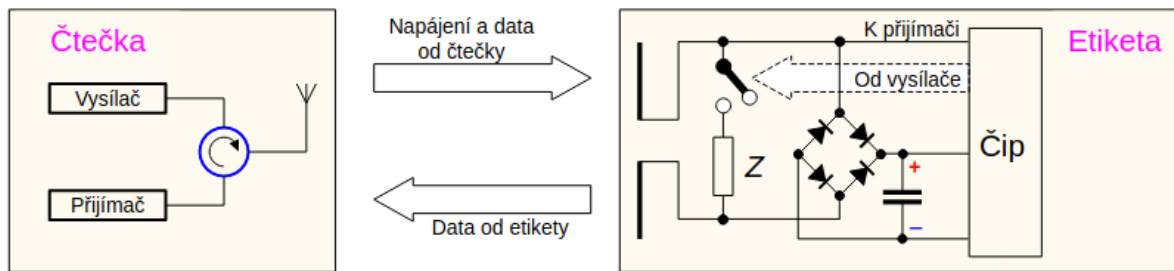 Čtečka
Vysílač
Přijímač
Napájení a data
od čtečky
Data od etikety
K přijímači
Etiketa
Od vysílače
Z
+
Čip
–